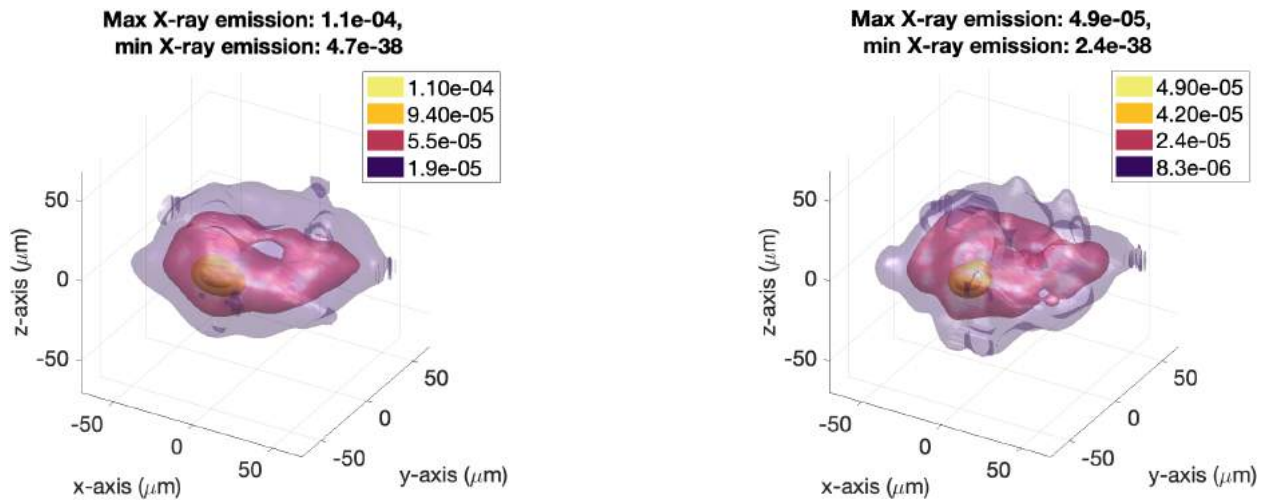 Max X-ray emission: 1.1e-04,
min X-ray emission: 4.7e-38
1.10e-04
9.40e-05
5.5e-05
1.9e-05
50
0
-50
z-axis (μm)
-50
0
50
x-axis (μm)
50
0
-50
y-axis (μm)
Max X-ray emission: 4.9e-05,
min X-ray emission: 2.4e-38
4.90e-05
4.20e-05
2.4e-05
8.3e-06
50
0
-50
z-axis (μm)
-50
0
50
x-axis (μm)
50
0
-50
y-axis (μm)